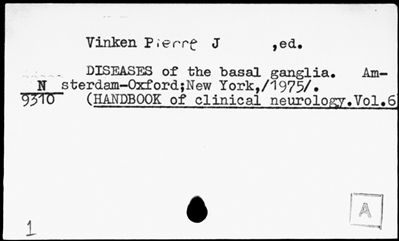 Vinken Pierre J ,ed.
DISEASES of the basal ganglia. Am-
N sterdam-Oxford;New York,/1975/.
9310 (HANDBOOK of clinical neurology.Vol.6
1
A